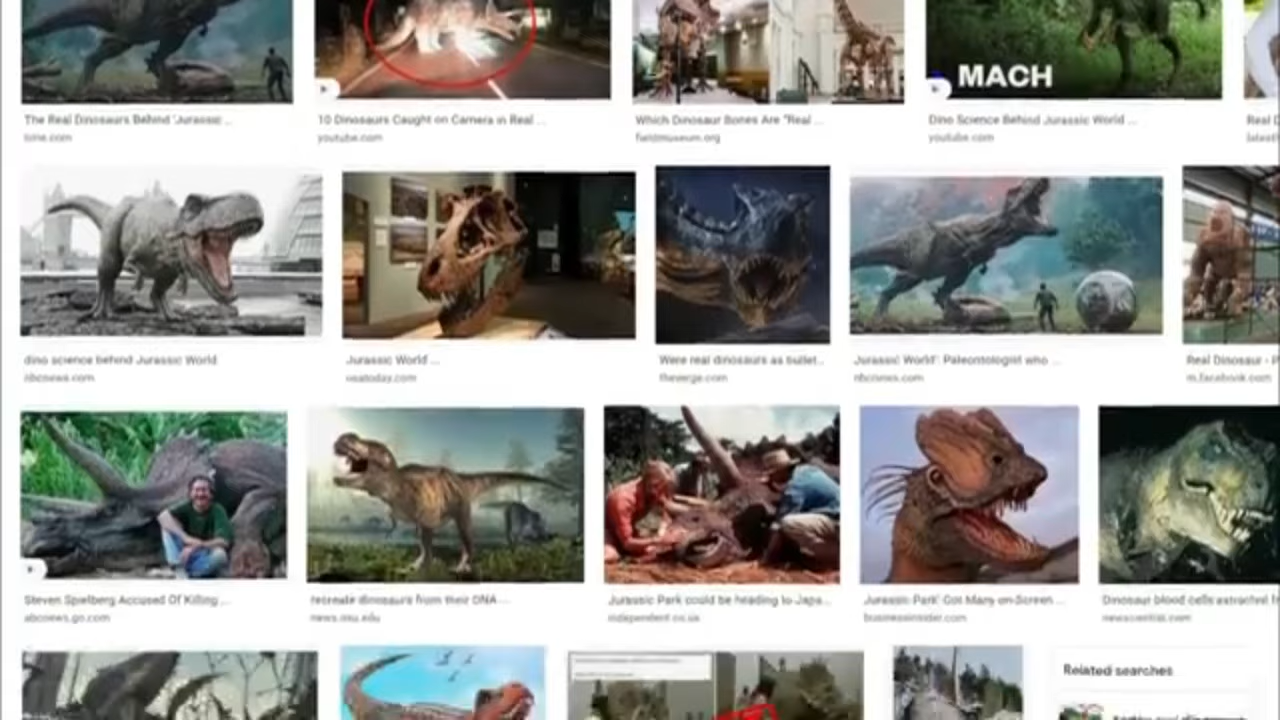 MACH
The Real Dinosaurs Behind 'Jurassic ...
10 Dinosaurs Caught on Camera in Real ...
Which Dinosaur Bones Are "Real ...
Dino Science Behind Jurassic World ...
Real D
time.com
youtube.com
fieldmuseum.org
youtube.com
dino science behind Jurassic World
Jurassic World ...
Were real dinosaurs as bullet...
Jurassic World': Paleontologist who ...
Real Dinosaur - P
nbcnews.com
usatoday.com
theverge.com
nbcnews.com
m.facebook.com
Steven Spielberg Accused Of Killing ...
recreate dinosaurs from their DNA ...
Jurassic Park could be heading to Japa...
Jurassic Park' Got Many on-Screen ...
Dinosaur blood cells extracted
abcnews.go.com
news.osu.edu
independent.co.uk
businessinsider.com
newscientist.com
Related searches